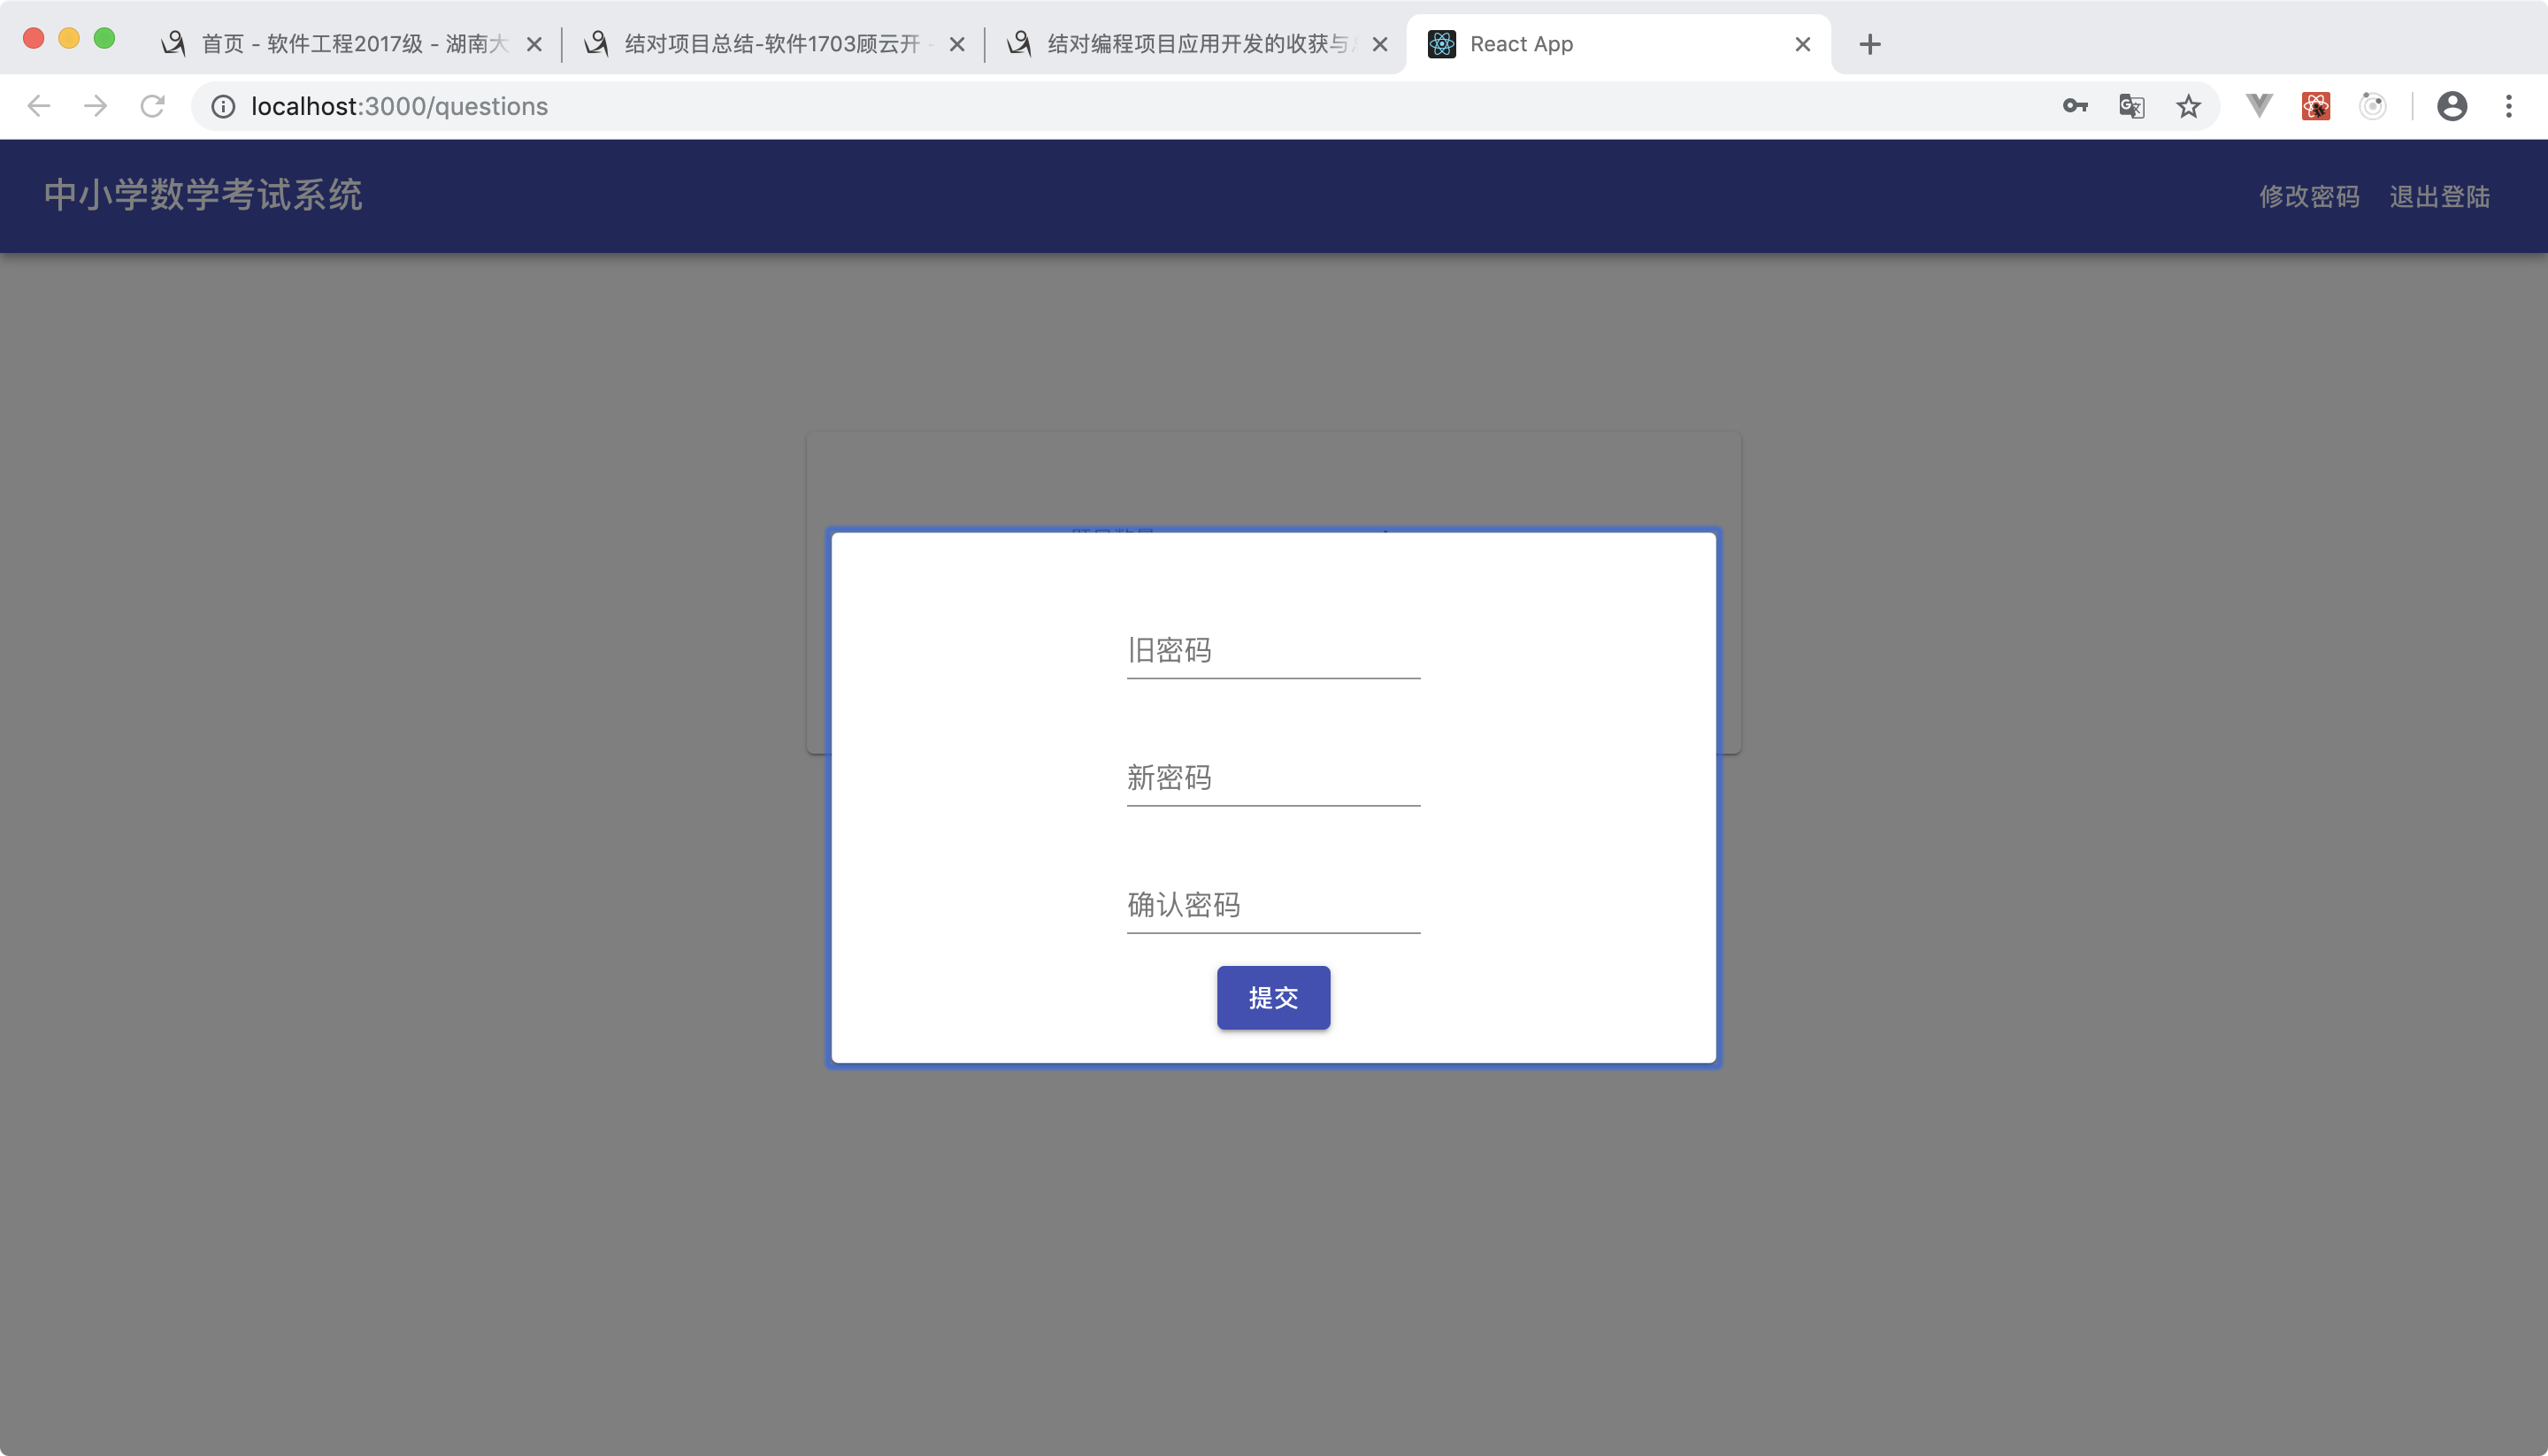 首页 - 软件工程2017级 - 湖南大
结对项目总结-软件1703顾云开 -
结对编程项目应用开发的收获与
React App
localhost:3000/questions
中小学数学考试系统
修改密码
退出登陆
旧密码
新密码
确认密码
提交